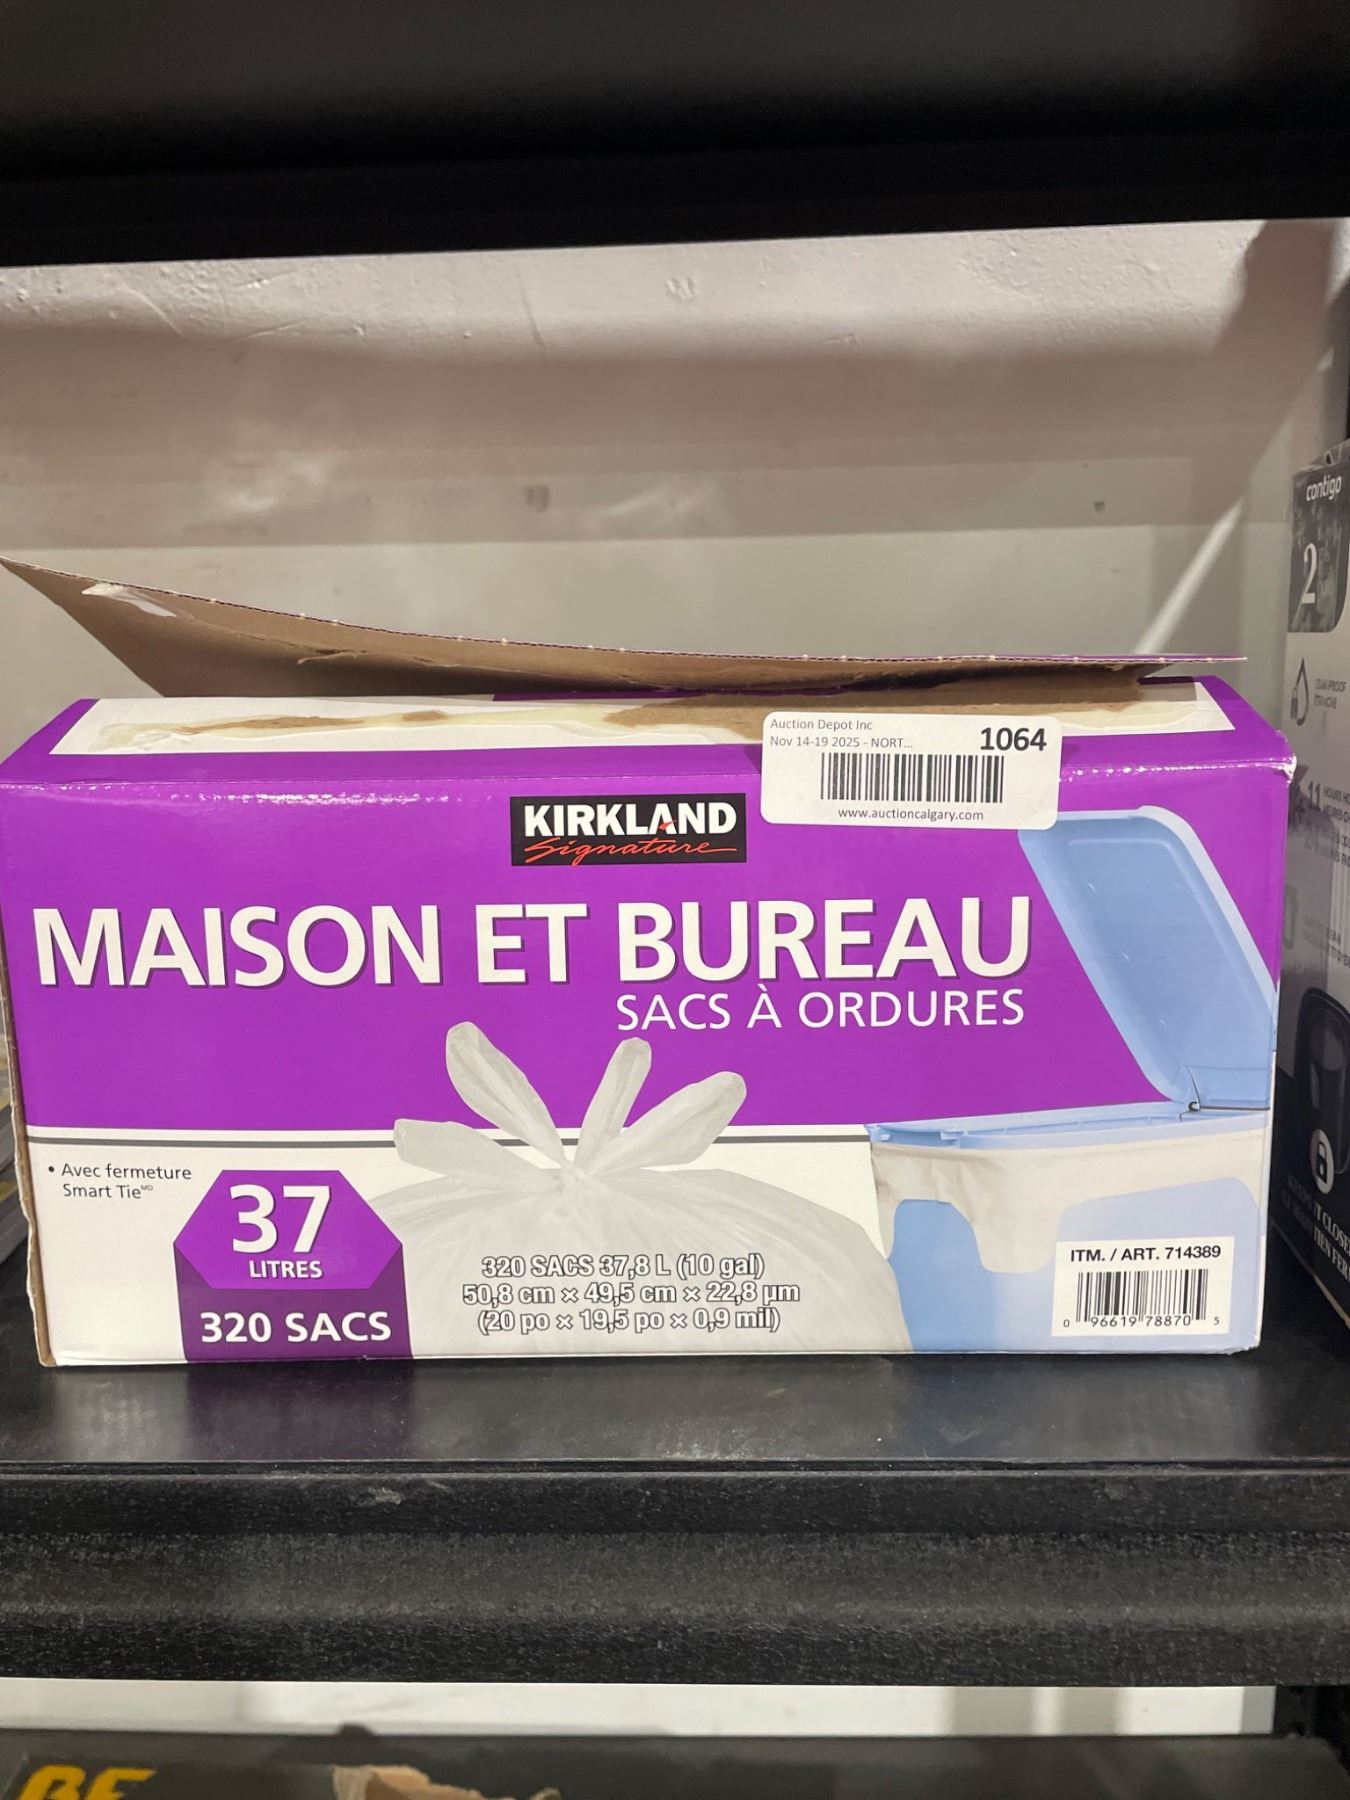 Auction Depot Inc
Nov 14-19 2025 - NORT...
1064
www.auctioncalgary.com
KIRKLAND
Signature
MAISON ET BUREAU
SACS À ORDURES
• Avec fermeture
Smart Tie MD
37
LITRES
320 SACS
320 SACS 37,8 L (10 gal)
50,8 cm × 49,5 cm × 22,8 µm
(20 po × 19,5 po × 0,9 mil)
ITM. / ART. 714389
0 96619 78870 5
contigo
2
11